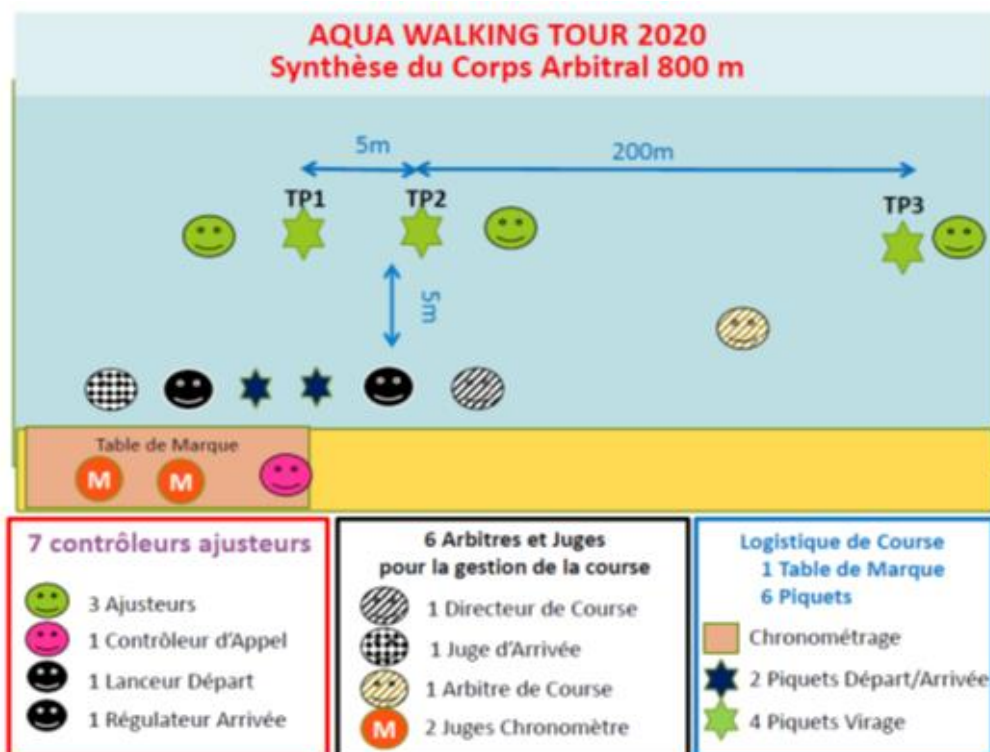 AQUA WALKING TOUR 2020
Synthèse du Corps Arbitral 800 m
5m
200m
TP1
TP2
TP3
5m
Table de Marque
M
M
7 contrôleurs ajusteurs
3 Ajusteurs
1 Contrôleur d'Appel
1 Lanceur Départ
1 Régulateur Arrivée
6 Arbitres et Juges
pour la gestion de la course
1 Directeur de Course
1 Juge d'Arrivée
1 Arbitre de Course
M 2 Juges Chronomètre
Logistique de Course
1 Table de Marque
6 Piquets
Chronométrage
2 Piquets Départ/Arrivée
4 Piquets Virage